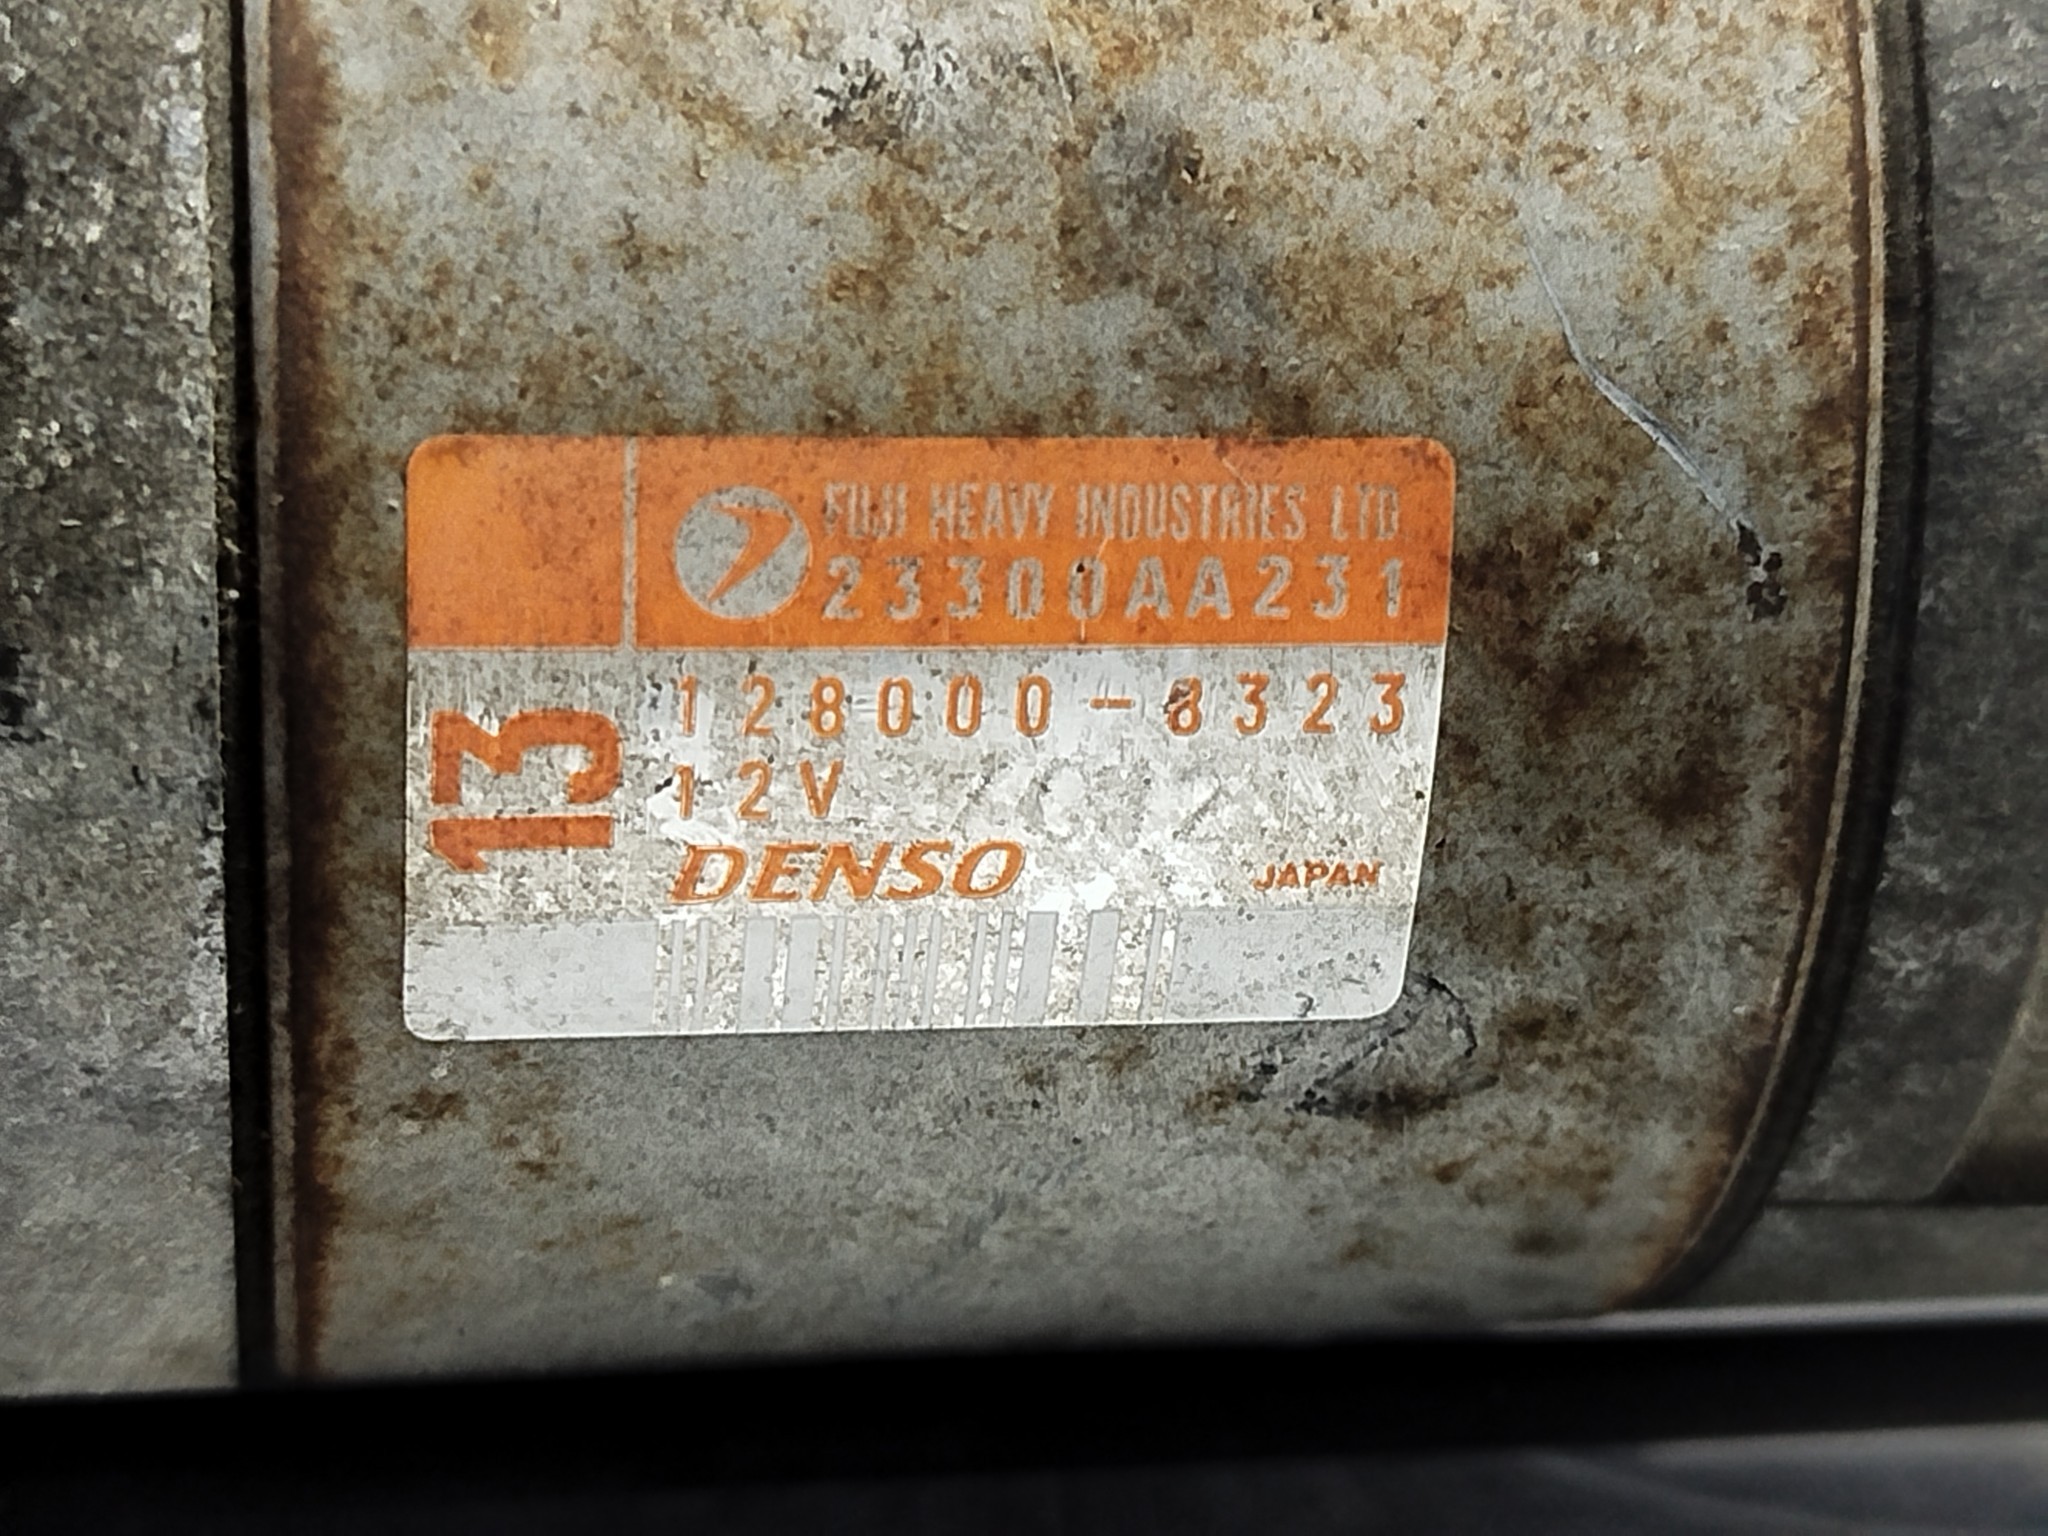 FUJI HEAVY INDUSTRIES LTD.
23300AA231
128000-8323
12V
DENSO
JAPAN
13